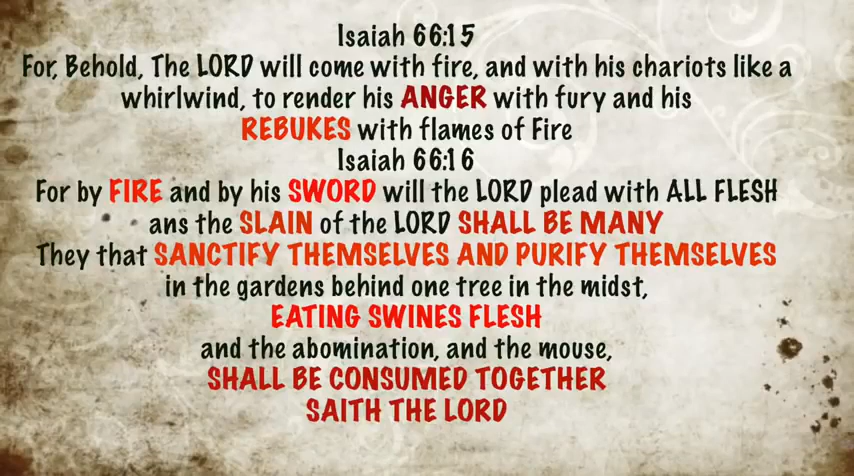 Isaiah 66:15
For, Behold, The LORD will come with fire, and with his chariots like a
whirlwind, to render his ANGER with fury and his
REBUKES with flames of Fire
Isaiah 66:16
For by FIRE and by his SWORD will the LORD plead with ALL FLESH
ans the SLAIN of the LORD SHALL BE MANY
They that SANCTIFY THEMSELVES AND PURIFY THEMSELVES
in the gardens behind one tree in the midst,
EATING SWINES FLESH
and the abomination, and the mouse,
SHALL BE CONSUMED TOGETHER
SAITH THE LORD